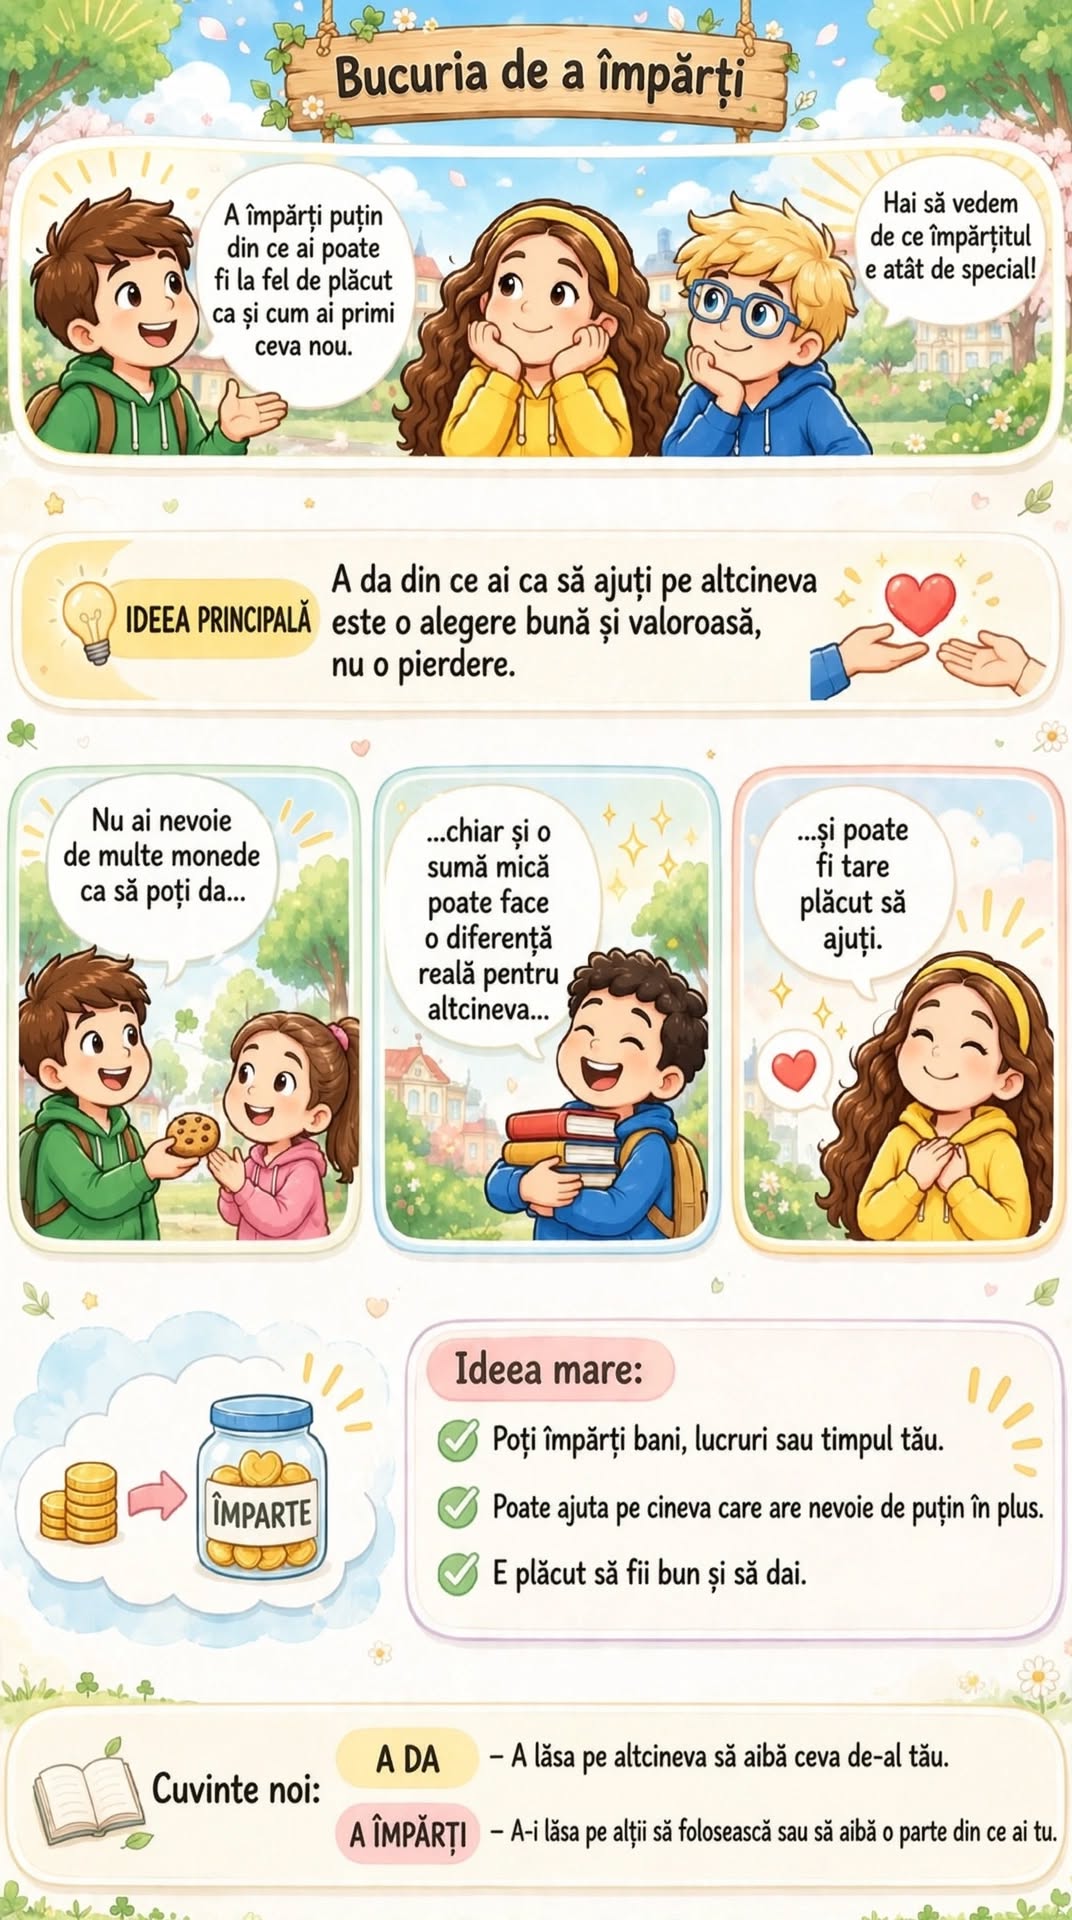 Bucuria de a împărți
A împărți puțin
din ce ai poate
fi la fel de plăcut
ca și cum ai primi
ceva nou.
Hai să vedem
de ce împărțitul
e atât de special!
IDEEA PRINCIPALĂ
A da din ce ai ca să ajuți pe altcineva
este o alegere bună și valoroasă,
nu o pierdere.
Nu ai nevoie
de multe monede
ca să poți da...
...chiar și o
sumă mică
poate face
o diferență
reală pentru
altcineva...
...și poate
fi tare
plăcut să
ajuți.
ÎMPARTE
Ideea mare:
Poți împărți bani, lucruri sau timpul tău.
Poate ajuta pe cineva care are nevoie de puțin în plus.
E plăcut să fii bun și să dai.
Cuvinte noi:
A DA – A lăsa pe altcineva să aibă ceva de-al tău.
A ÎMPĂRȚI – A-i lăsa pe alții să folosească sau să aibă o parte din ce ai tu.